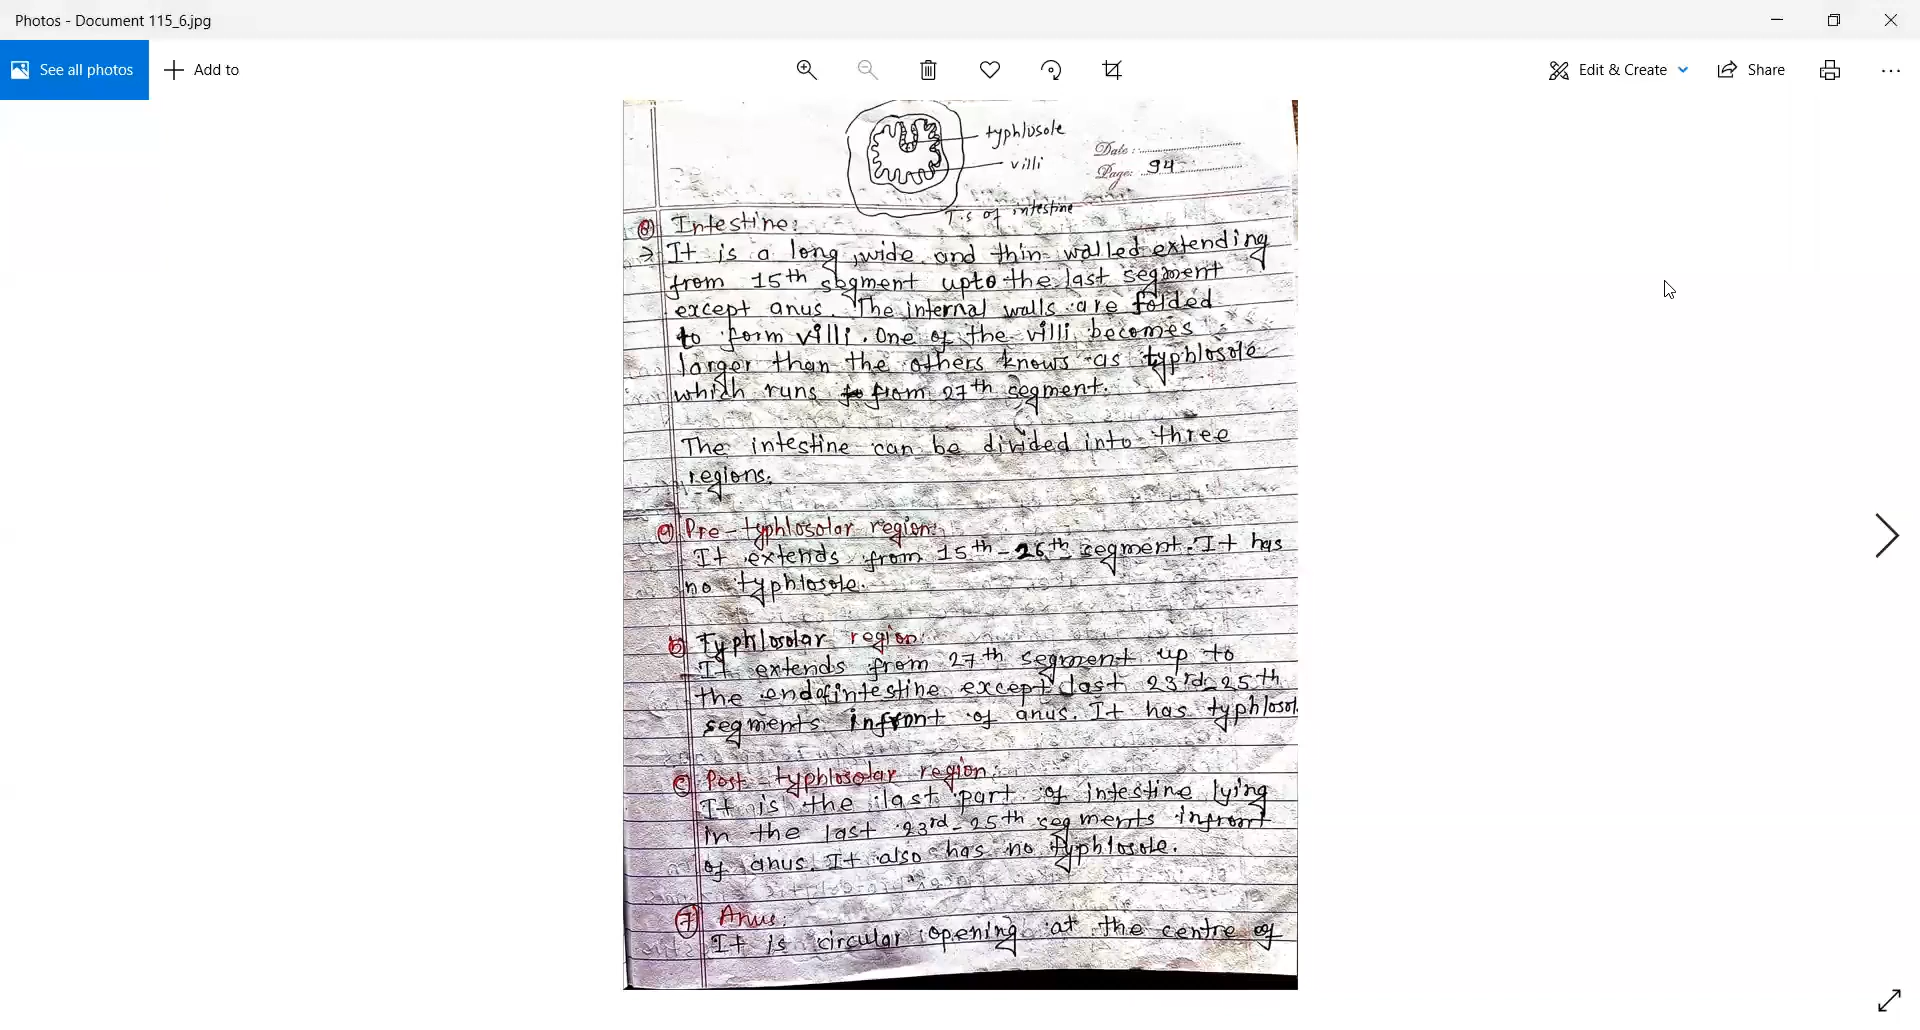 Photos - Document 115_6.jpg
See all photos
Add to
Edit & Create
Share
typhlosole
villi
Date :
Page: 94
T.S of intestine
Intestine:
→ It is a long, wide and thin walled extending
from 15th segment upto the last segment
except anus. The internal walls are folded
to form villi. One of the villi becomes
larger than the others knows as typhlosole
which runs from 27th segment.
The intestine can be divided into three
regions.
a) Pre-typhlosolar region:
It extends from 15th - 26th segment. It has
no typhlosole.
b) Typhlosolar region:
It extends from 27th segment up to
the end of intestine except last 23rd-25th
segments infront of anus. It has typhlosol
c) Post-typhlosolar region:
It is the last part of intestine lying
in the last 23rd-25th segments infront
of anus. It also has no typhlosole.
7) Anus:
It is circular opening at the centre of